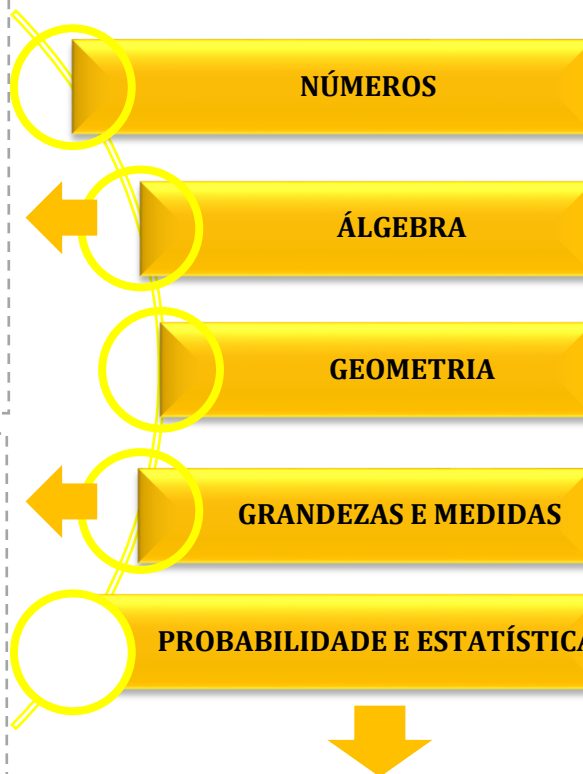 NÚMEROS
ÁLGEBRA
GEOMETRIA
GRANDEZAS E MEDIDAS
PROBABILIDADE E ESTATÍSTICA